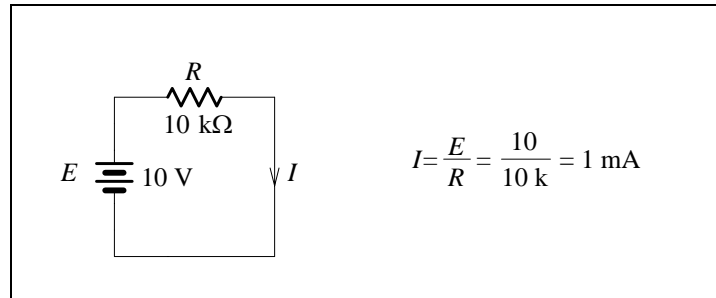 R
10 kΩ
E
10 V
I
I= E/R = 10/10 k = 1 mA